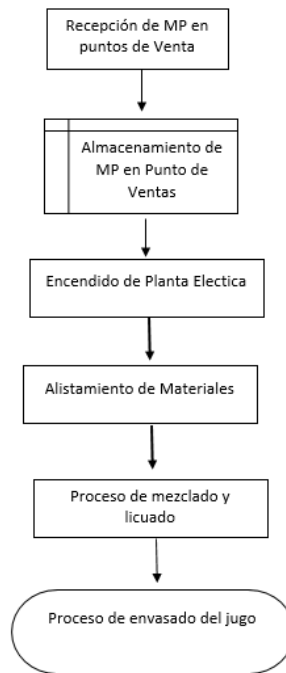 Recepción de MP en
puntos de Venta
Almacenamiento de
MP en Punto de
Ventas
Encendido de Planta Electica
Alistamiento de Materiales
Proceso de mezclado y
licuado
Proceso de envasado del jugo